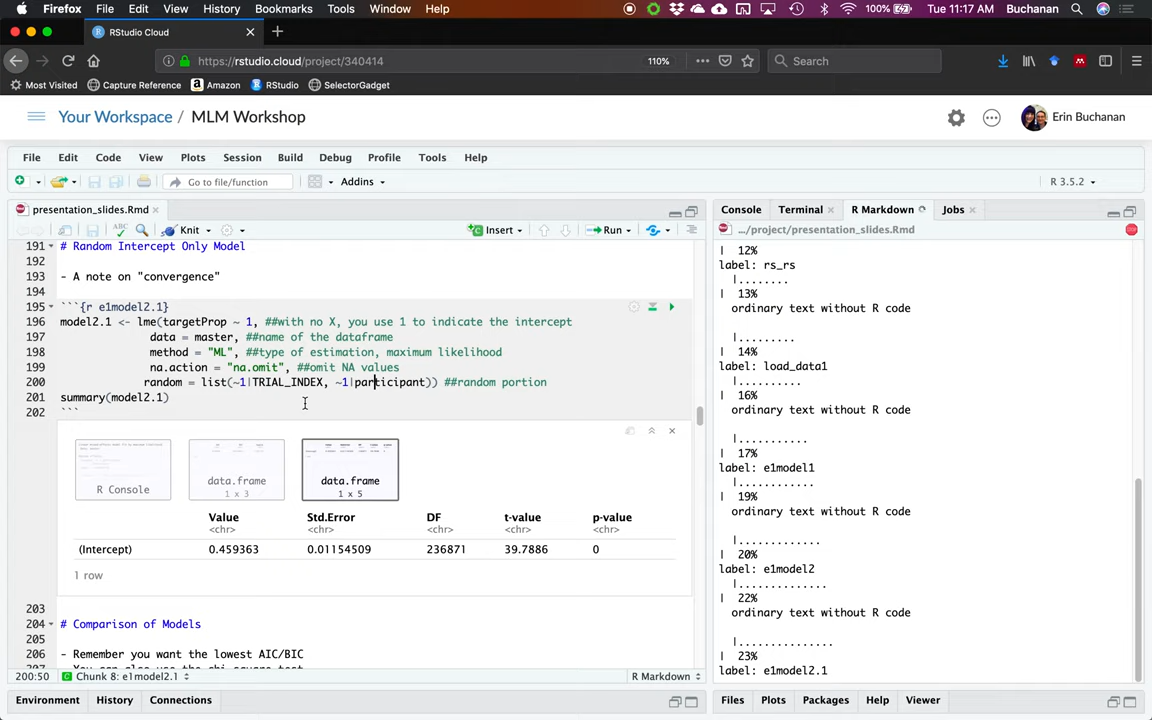 Firefox File Edit View History Bookmarks Tools Window Help 100% Tue 11:17 AM Buchanan
RStudio Cloud
https://rstudio.cloud/project/340414 110% Search
Most Visited Capture Reference Amazon RStudio SelectorGadget
Your Workspace / MLM Workshop Erin Buchanan
File Edit Code View Plots Session Build Debug Profile Tools Help
Go to file/function Addins R 3.5.2
presentation_slides.Rmd
ABC Knit Insert Run
191 # Random Intercept Only Model
192
193 - A note on "convergence"
194
195 ```{r e1model2.1}
196 model2.1 <- lme(targetProp ~ 1, ##with no X, you use 1 to indicate the intercept
197 data = master, ##name of the dataframe
198 method = "ML", ##type of estimation, maximum likelihood
199 na.action = "na.omit", ##omit NA values
200 random = list(~1|TRIAL_INDEX, ~1|participant)) ##random portion
201 summary(model2.1)
202 ```
R Console
data.frame
1 x 3
data.frame
1 x 5
Value Std.Error DF t-value p-value
<chr> <chr> <chr> <chr> <chr>
(Intercept) 0.459363 0.01154509 236871 39.7886 0
1 row
203
204 # Comparison of Models
205
206 - Remember you want the lowest AIC/BIC
207 - You can also use the chi-square test
200:50 Chunk 8: e1model2.1 R Markdown
Environment History Connections
Console Terminal R Markdown Jobs
.../project/presentation_slides.Rmd
| 12%
label: rs_rs
|........
| 13%
ordinary text without R code
|.........
| 14%
label: load_data1
| 16%
ordinary text without R code
|...........
| 17%
label: e1model1
|............
| 19%
ordinary text without R code
|.............
| 20%
label: e1model2
|..............
| 22%
ordinary text without R code
|...............
| 23%
label: e1model2.1
Files Plots Packages Help Viewer